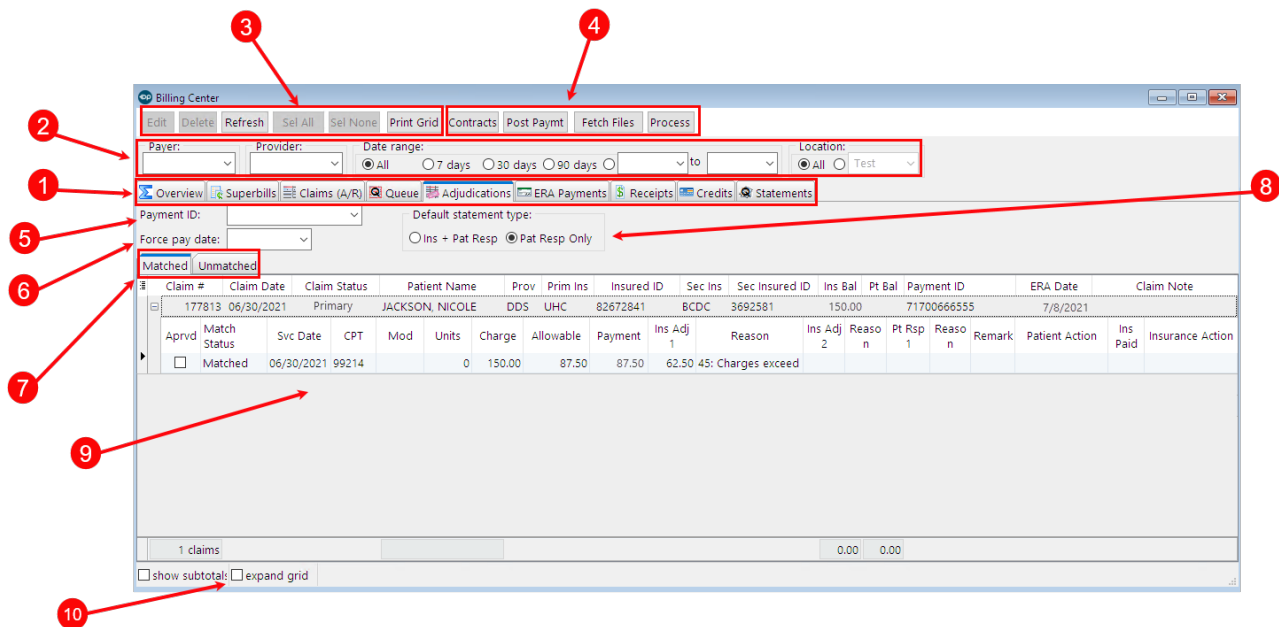 3
4
Billing Center
Edit Delete Refresh Sel All Sel None Print Grid Contracts Post Paymt Fetch Files Process
2
Payer: Provider: Date range: Location:
All 7 days 30 days 90 days to All Test
1
Overview Superbills Claims (A/R) Queue Adjudications ERA Payments Receipts Credits Statements
8
Payment ID: Default statement type:
5
Force pay date: Ins + Pat Resp Pat Resp Only
6
Matched Unmatched
Claim # Claim Date Claim Status Patient Name Prov Prim Ins Insured ID Sec Ins Sec Insured ID Ins Bal Pt Bal Payment ID ERA Date Claim Note
177813 06/30/2021 Primary JACKSON, NICOLE DDS UHC 82672841 BCDC 3692581 150.00 71700666555 7/8/2021
Aprvd Match Status Svc Date CPT Mod Units Charge Allowable Payment Ins Adj 1 Reason Ins Adj 2 Reaso n Pt Rsp 1 Reaso n Remark Patient Action Ins Paid Insurance Action
Matched 06/30/2021 99214 0 150.00 87.50 87.50 62.50 45: Charges exceed
7
9
1 claims 0.00 0.00
show subtotals expand grid
10